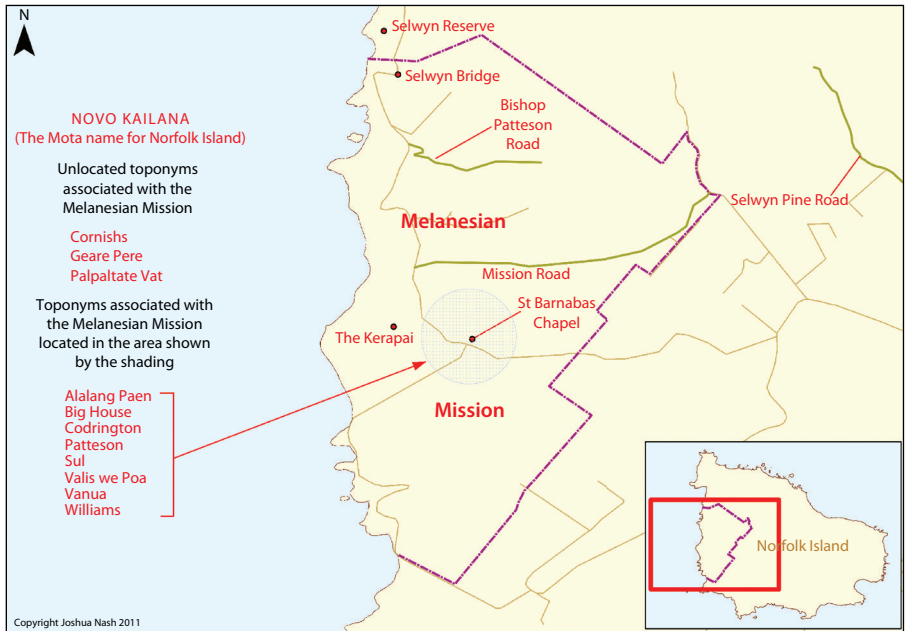 N
NOVO KAILANA
(The Mota name for Norfolk Island)
Unlocated toponyms
associated with the
Melanesian Mission
Cornishs
Geare Pere
Palpaltate Vat
Toponyms associated with
the Melanesian Mission
located in the area shown
by the shading
Alalang Paen
Big House
Codrington
Patteson
Sul
Valis we Poa
Vanua
Williams
Selwyn Reserve
Selwyn Bridge
Bishop
Patteson
Road
Selwyn Pine Road
Melanesian
Mission Road
St Barnabas
Chapel
The Kerapai
Mission
Norfolk Island
Copyright Joshua Nash 2011